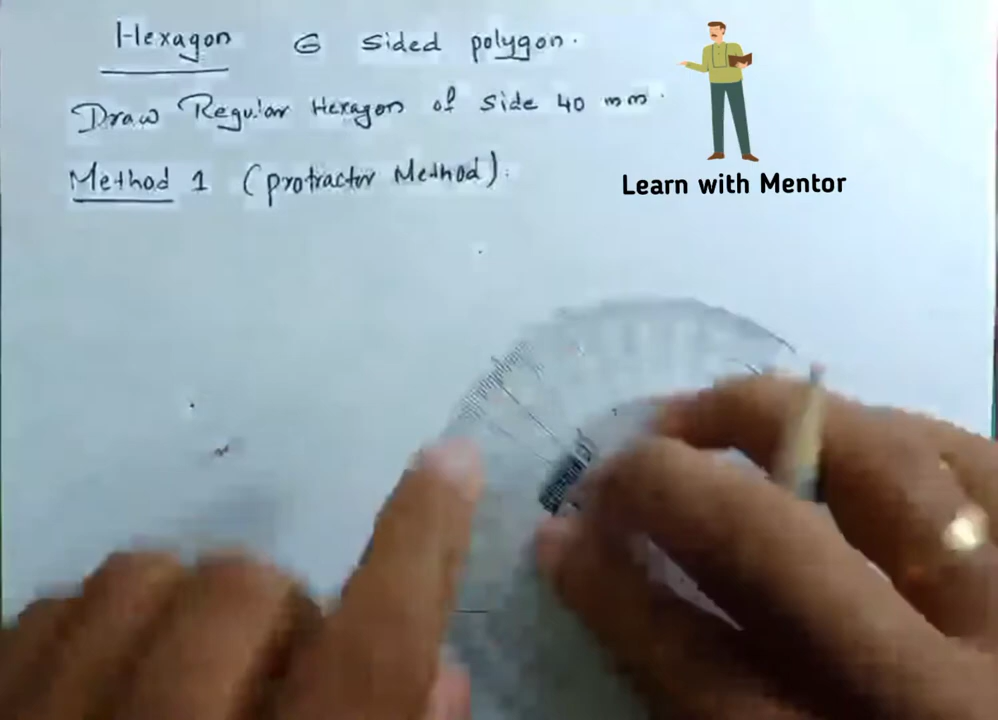 Hexagon 6 sided polygon.
Draw Regular Hexagon of side 40 mm.
Method 1 (protractor Method).
Learn with Mentor